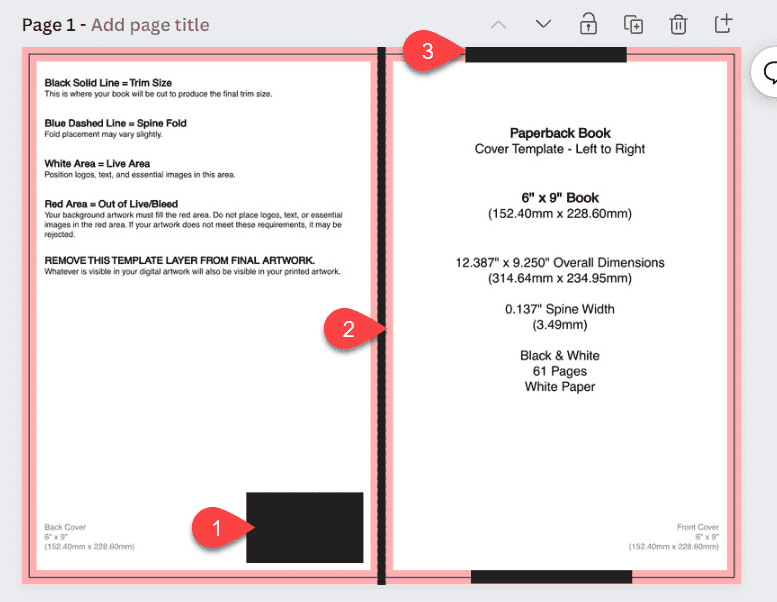 Page 1 - Add page title
3
Black Solid Line = Trim Size
This is where your book will be cut to produce the final trim size.
Blue Dashed Line = Spine Fold
Fold placement may vary slightly.
White Area = Live Area
Position logos, text, and essential images in this area.
Red Area = Out of Live/Bleed
Your background artwork must fill the red area. Do not place logos, text, or essential
images in the red area. If your artwork does not meet these requirements, it may be
rejected.
REMOVE THIS TEMPLATE LAYER FROM FINAL ARTWORK.
Whatever is visible in your digital artwork will also be visible in your printed artwork.
2
1
Back Cover
6" x 9"
(152.40mm x 228.60mm)
Paperback Book
Cover Template - Left to Right
6" x 9" Book
(152.40mm x 228.60mm)
12.387" x 9.250" Overall Dimensions
(314.64mm x 234.95mm)
0.137" Spine Width
(3.49mm)
Black & White
61 Pages
White Paper
Front Cover
6" x 9"
(152.40mm x 228.60mm)